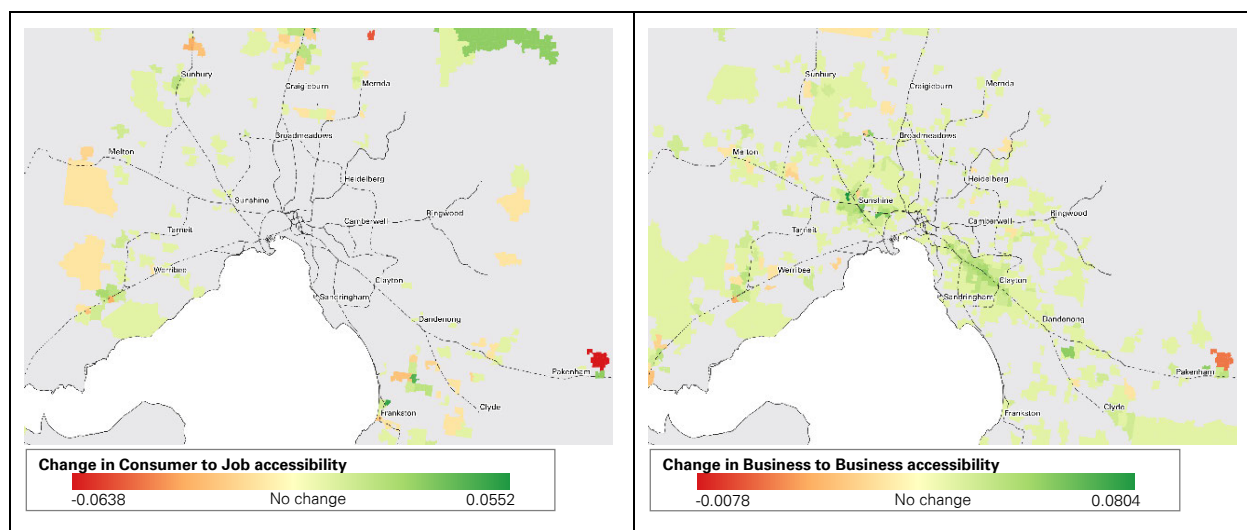 Sunbury
Craigieburn
Mernda
Broadmeadows
Melton
Heidelberg
Sunshine
Camberwell
Ringwood
Tarneit
Werribee
Clayton
Sandringham
Dandenong
Pakenham
Frankston
Clyde
Change in Consumer to Job accessibility
-0.0638 No change 0.0552
Sunbury
Craigieburn
Mernda
Broadmeadows
Melton
Heidelberg
Sunshine
Camberwell
Ringwood
Tarneit
Werribee
Clayton
Sandringham
Dandenong
Pakenham
Clyde
Frankston
Change in Business to Business accessibility
-0.0078 No change 0.0804